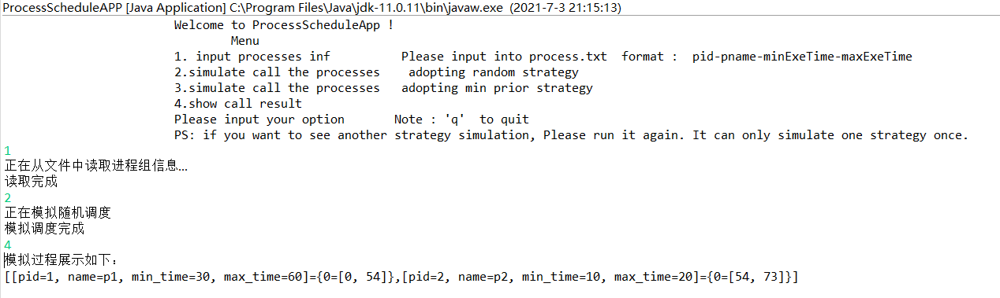 ProcessScheduleAPP [Java Application] C:\Program Files\Java\jdk-11.0.11\bin\javaw.exe (2021-7-3 21:15:13)
Welcome to ProcessScheduleApp !
Menu
1. input processes inf Please input into process.txt format : pid-pname-minExeTime-maxExeTime
2.simulate call the processes adopting random strategy
3.simulate call the processes adopting min prior strategy
4.show call result
Please input your option Note : 'q' to quit
PS: if you want to see another strategy simulation, Please run it again. It can only simulate one strategy once.
1
正在从文件中读取进程组信息…
读取完成
2
正在模拟随机调度
模拟调度完成
4
模拟过程展示如下：
[[pid=1, name=p1, min_time=30, max_time=60]={0=[0, 54]},[pid=2, name=p2, min_time=10, max_time=20]={0=[54, 73]}]